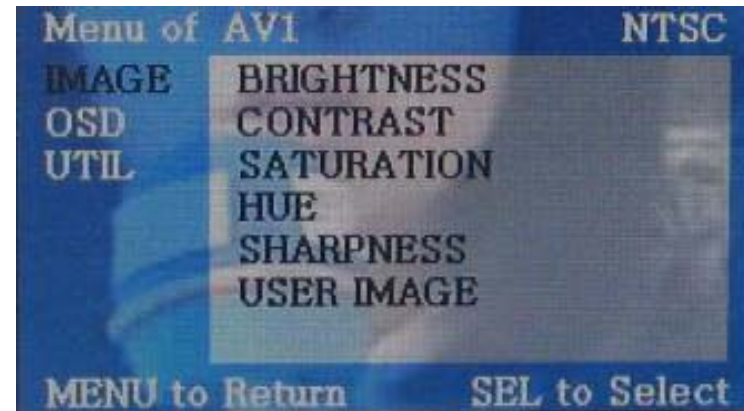 Menu of AV1 NTSC
IMAGE BRIGHTNESS
OSD CONTRAST
UTIL SATURATION
HUE
SHARPNESS
USER IMAGE
MENU to Return SEL to Select